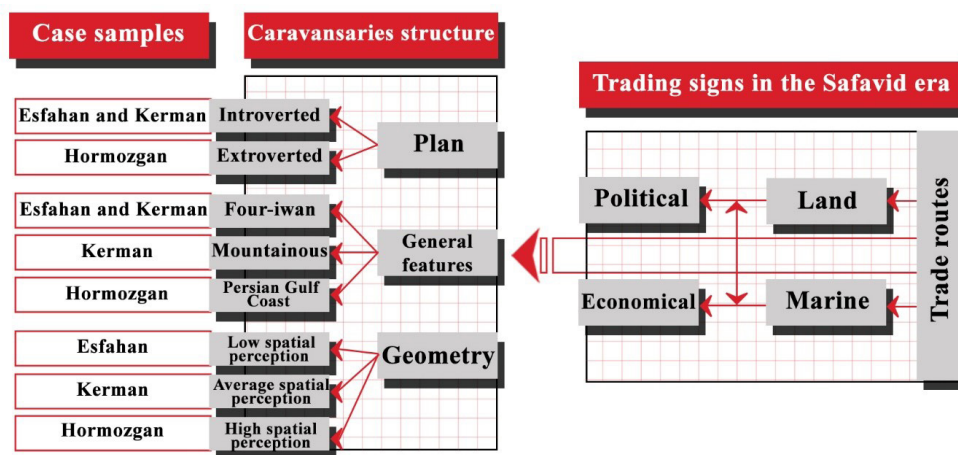 Case samples
Caravansaries structure
Trading signs in the Safavid era
Esfahan and Kerman
Introverted
Hormozgan
Extroverted
Plan
Esfahan and Kerman
Four-iwan
Kerman
Mountainous
Hormozgan
Persian Gulf
Coast
General
features
Esfahan
Low spatial
perception
Kerman
Average spatial
perception
Hormozgan
High spatial
perception
Geometry
Political
Land
Economical
Marine
Trade routes